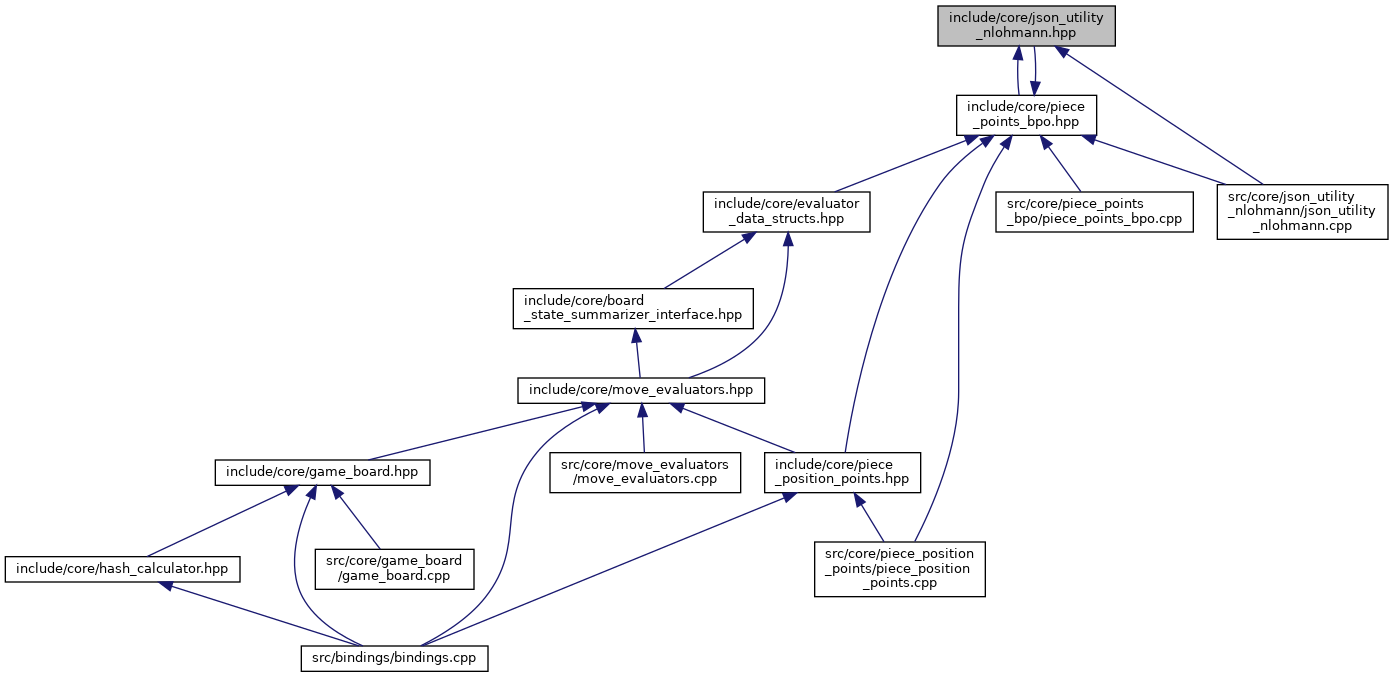 include/core/json_utility
_nlohmann.hpp
include/core/piece
_points_bpo.hpp
include/core/evaluator
_data_structs.hpp
src/core/piece_points
_bpo/piece_points_bpo.cpp
src/core/json_utility
_nlohmann/json_utility
_nlohmann.cpp
include/core/board
_state_summarizer_interface.hpp
include/core/move_evaluators.hpp
include/core/game_board.hpp
src/core/move_evaluators
/move_evaluators.cpp
include/core/piece
_position_points.hpp
include/core/hash_calculator.hpp
src/core/game_board
/game_board.cpp
src/core/piece_position
_points/piece_position
_points.cpp
src/bindings/bindings.cpp